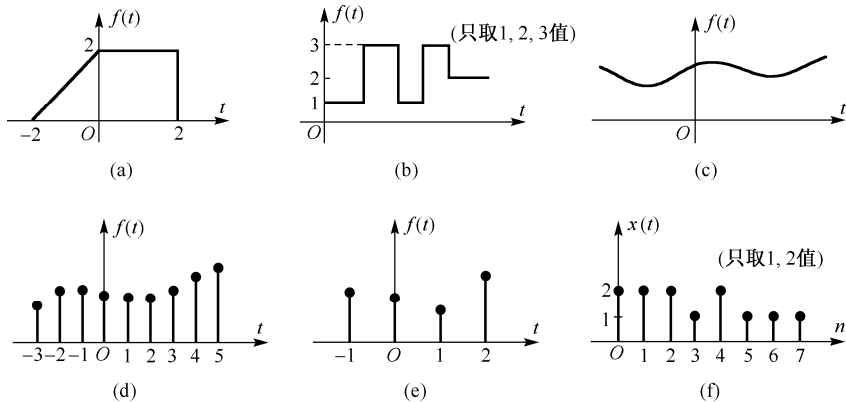 f(t)
2
t
−2
O
2
(a)
f(t)
(只取1, 2, 3值)
3
2
1
t
O
(b)
f(t)
t
O
(c)
f(t)
t
−3 −2 −1 O 1 2 3 4 5
(d)
f(t)
t
−1 O 1 2
(e)
x(t)
(只取1, 2值)
2
1
n
O 1 2 3 4 5 6 7
(f)